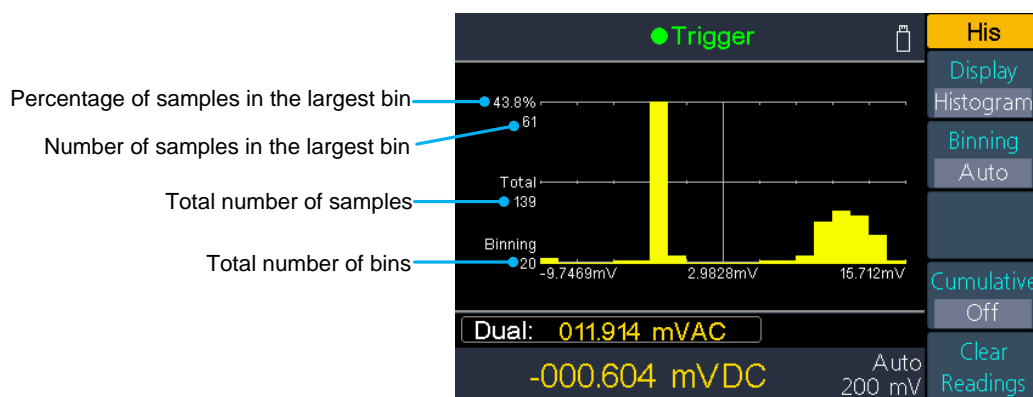 Percentage of samples in the largest bin
Number of samples in the largest bin
Total number of samples
Total number of bins
Trigger
43.8%
61
Total
139
Binning
20
-9.7469mV
2.9828mV
15.712mV
Dual: 011.914 mVAC
-000.604 mVDC
Auto
200 mV
His
Display
Histogram
Binning
Auto
Cumulative
Off
Clear
Readings